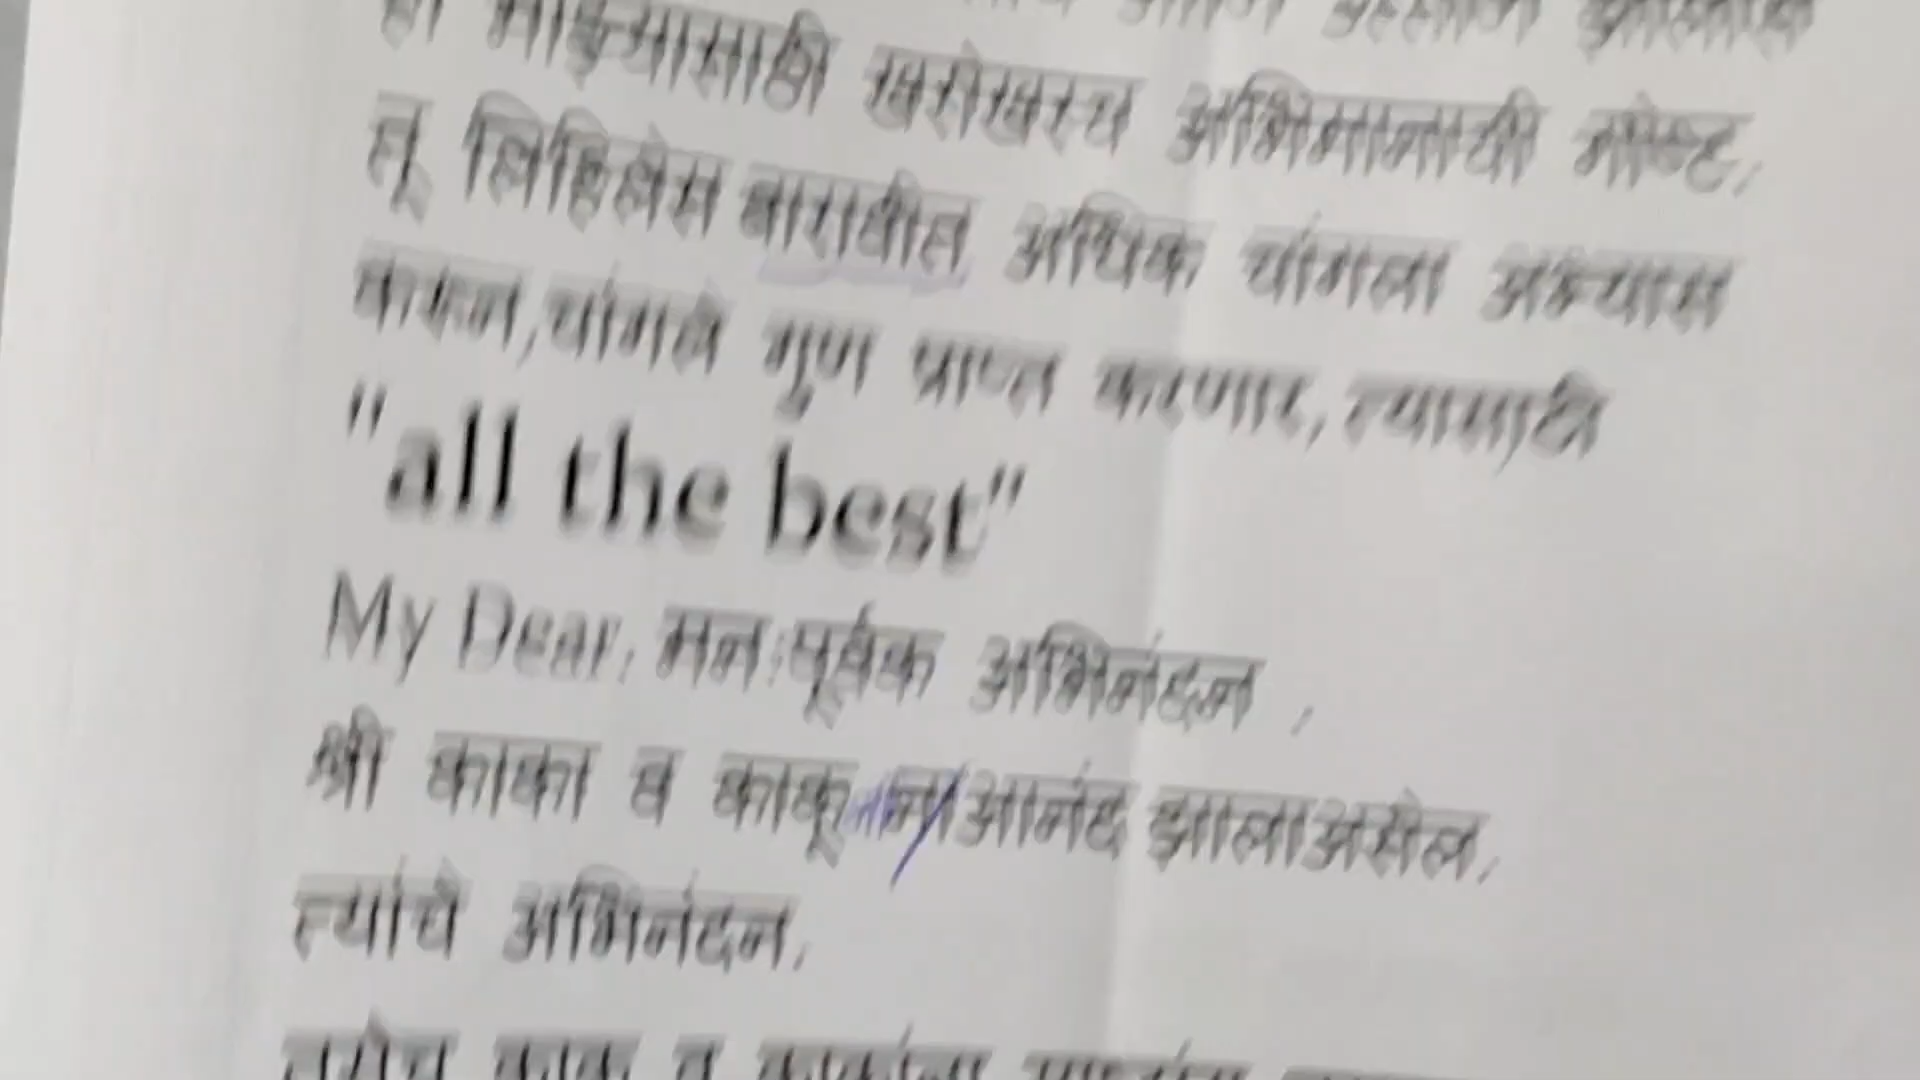 ही माझ्यासाठी खरोखरच अभिमानाची गोष्ट,
तू लिहिलेस बारावीत अधिक चांगला अभ्यास
करून,चांगले गुण प्राप्त करणार,त्यासाठी
"all the best"
My Dear, मन:पूर्वक अभिनंदन ,
श्री काका व काकू ना आनंद झालाअसेल,
त्यांचे अभिनंदन,